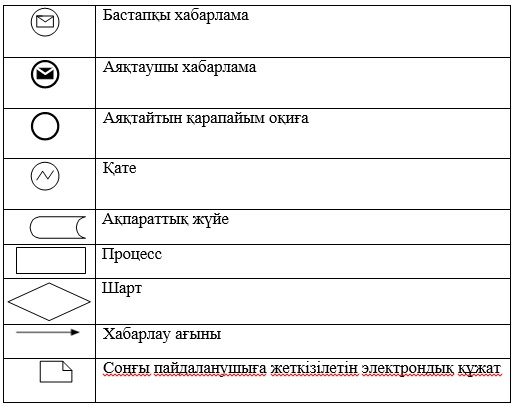 Бастапқы хабарлама
Аяқтаушы хабарлама
Аяқтайтын қарапайым оқиға
Қате
Ақпараттық жүйе
Процесс
Шарт
Хабарлау ағыны
Соңғы пайдаланушыға жеткізілетін электрондық құжат